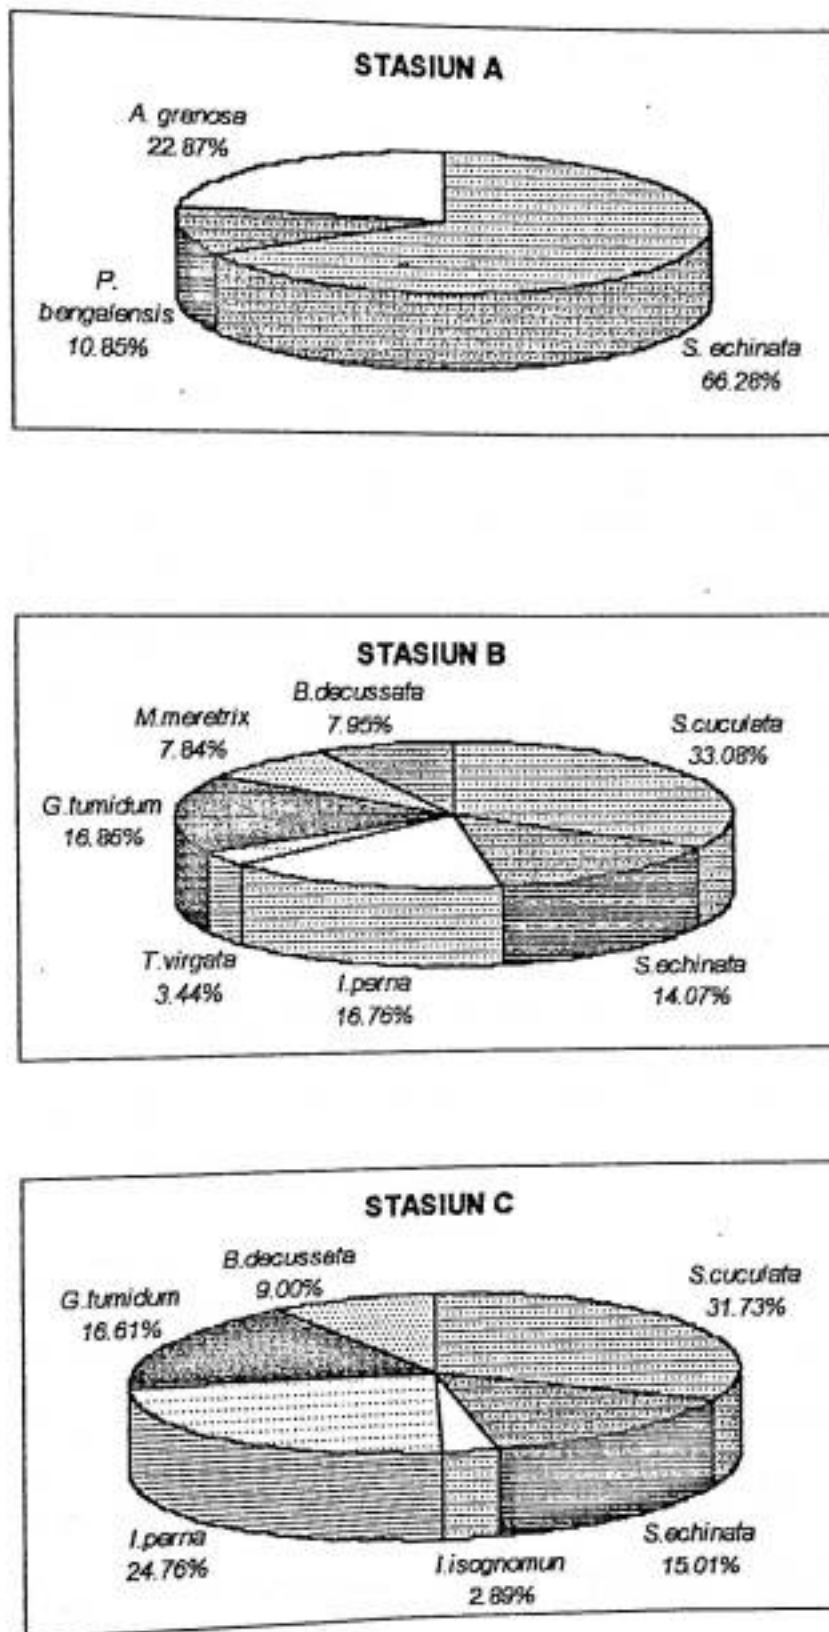 STASIUN A
A. granosa
22.87%
P.
bengalensis
10.85%
S. echinata
66.28%
STASIUN B
B.decussata
7.95%
M.meretrix
7.84%
S.cuculata
33.08%
G.tumidum
16.86%
T.virgata
3.44%
I.perna
16.76%
S.echinata
14.07%
STASIUN C
B.decussata
9.00%
G.tumidum
16.61%
S.cuculata
31.73%
I.perna
24.76%
I.isognomun
2.89%
S.echinata
15.01%